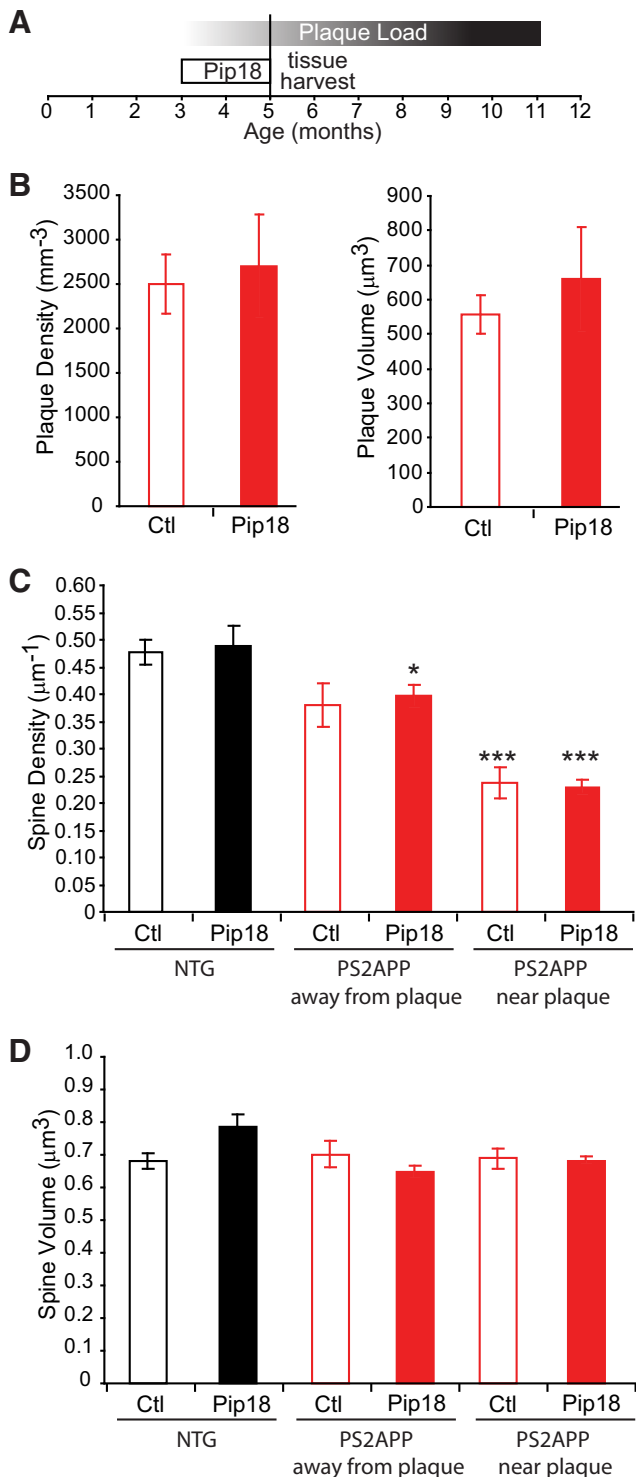 A
Plaque Load
Pip18
tissue
harvest
0 1 2 3 4 5 6 7 8 9 10 11 12
Age (months)
B
Plaque Density (mm-3)
3500
3000
2500
2000
1500
1000
500
0
Ctl Pip18
Plaque Volume (μm3)
900
800
700
600
500
400
300
200
100
0
Ctl Pip18
C
Spine Density (μm-1)
0.60
0.55
0.50
0.45
0.40
0.35
0.30
0.25
0.20
0.15
0.10
0.05
0
*
*** ***
Ctl Pip18 Ctl Pip18 Ctl Pip18
NTG PS2APP PS2APP
away from plaque near plaque
D
Spine Volume (μm3)
1.0
0.9
0.8
0.7
0.6
0.5
0.4
0.3
0.2
0.1
0
Ctl Pip18 Ctl Pip18 Ctl Pip18
NTG PS2APP PS2APP
away from plaque near plaque